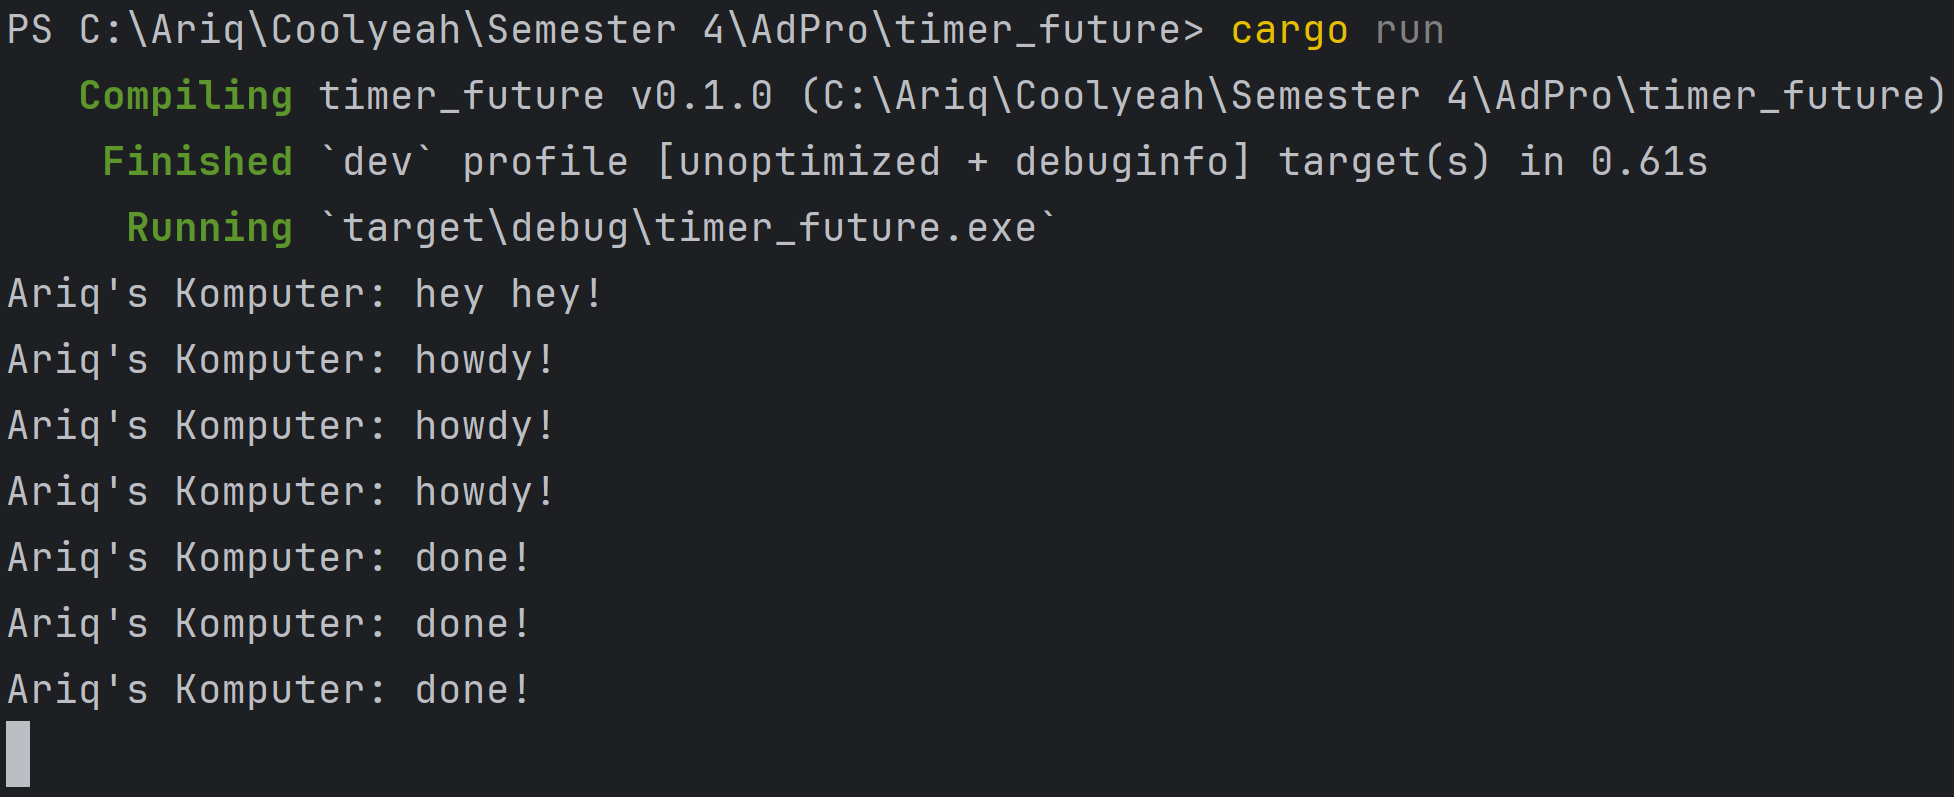 PS C:\Ariq\Coolyeah\Semester 4\AdPro\timer_future> cargo run
Compiling timer_future v0.1.0 (C:\Ariq\Coolyeah\Semester 4\AdPro\timer_future)
Finished `dev` profile [unoptimized + debuginfo] target(s) in 0.61s
Running `target\debug\timer_future.exe`
Ariq's Komputer: hey hey!
Ariq's Komputer: howdy!
Ariq's Komputer: howdy!
Ariq's Komputer: howdy!
Ariq's Komputer: done!
Ariq's Komputer: done!
Ariq's Komputer: done!